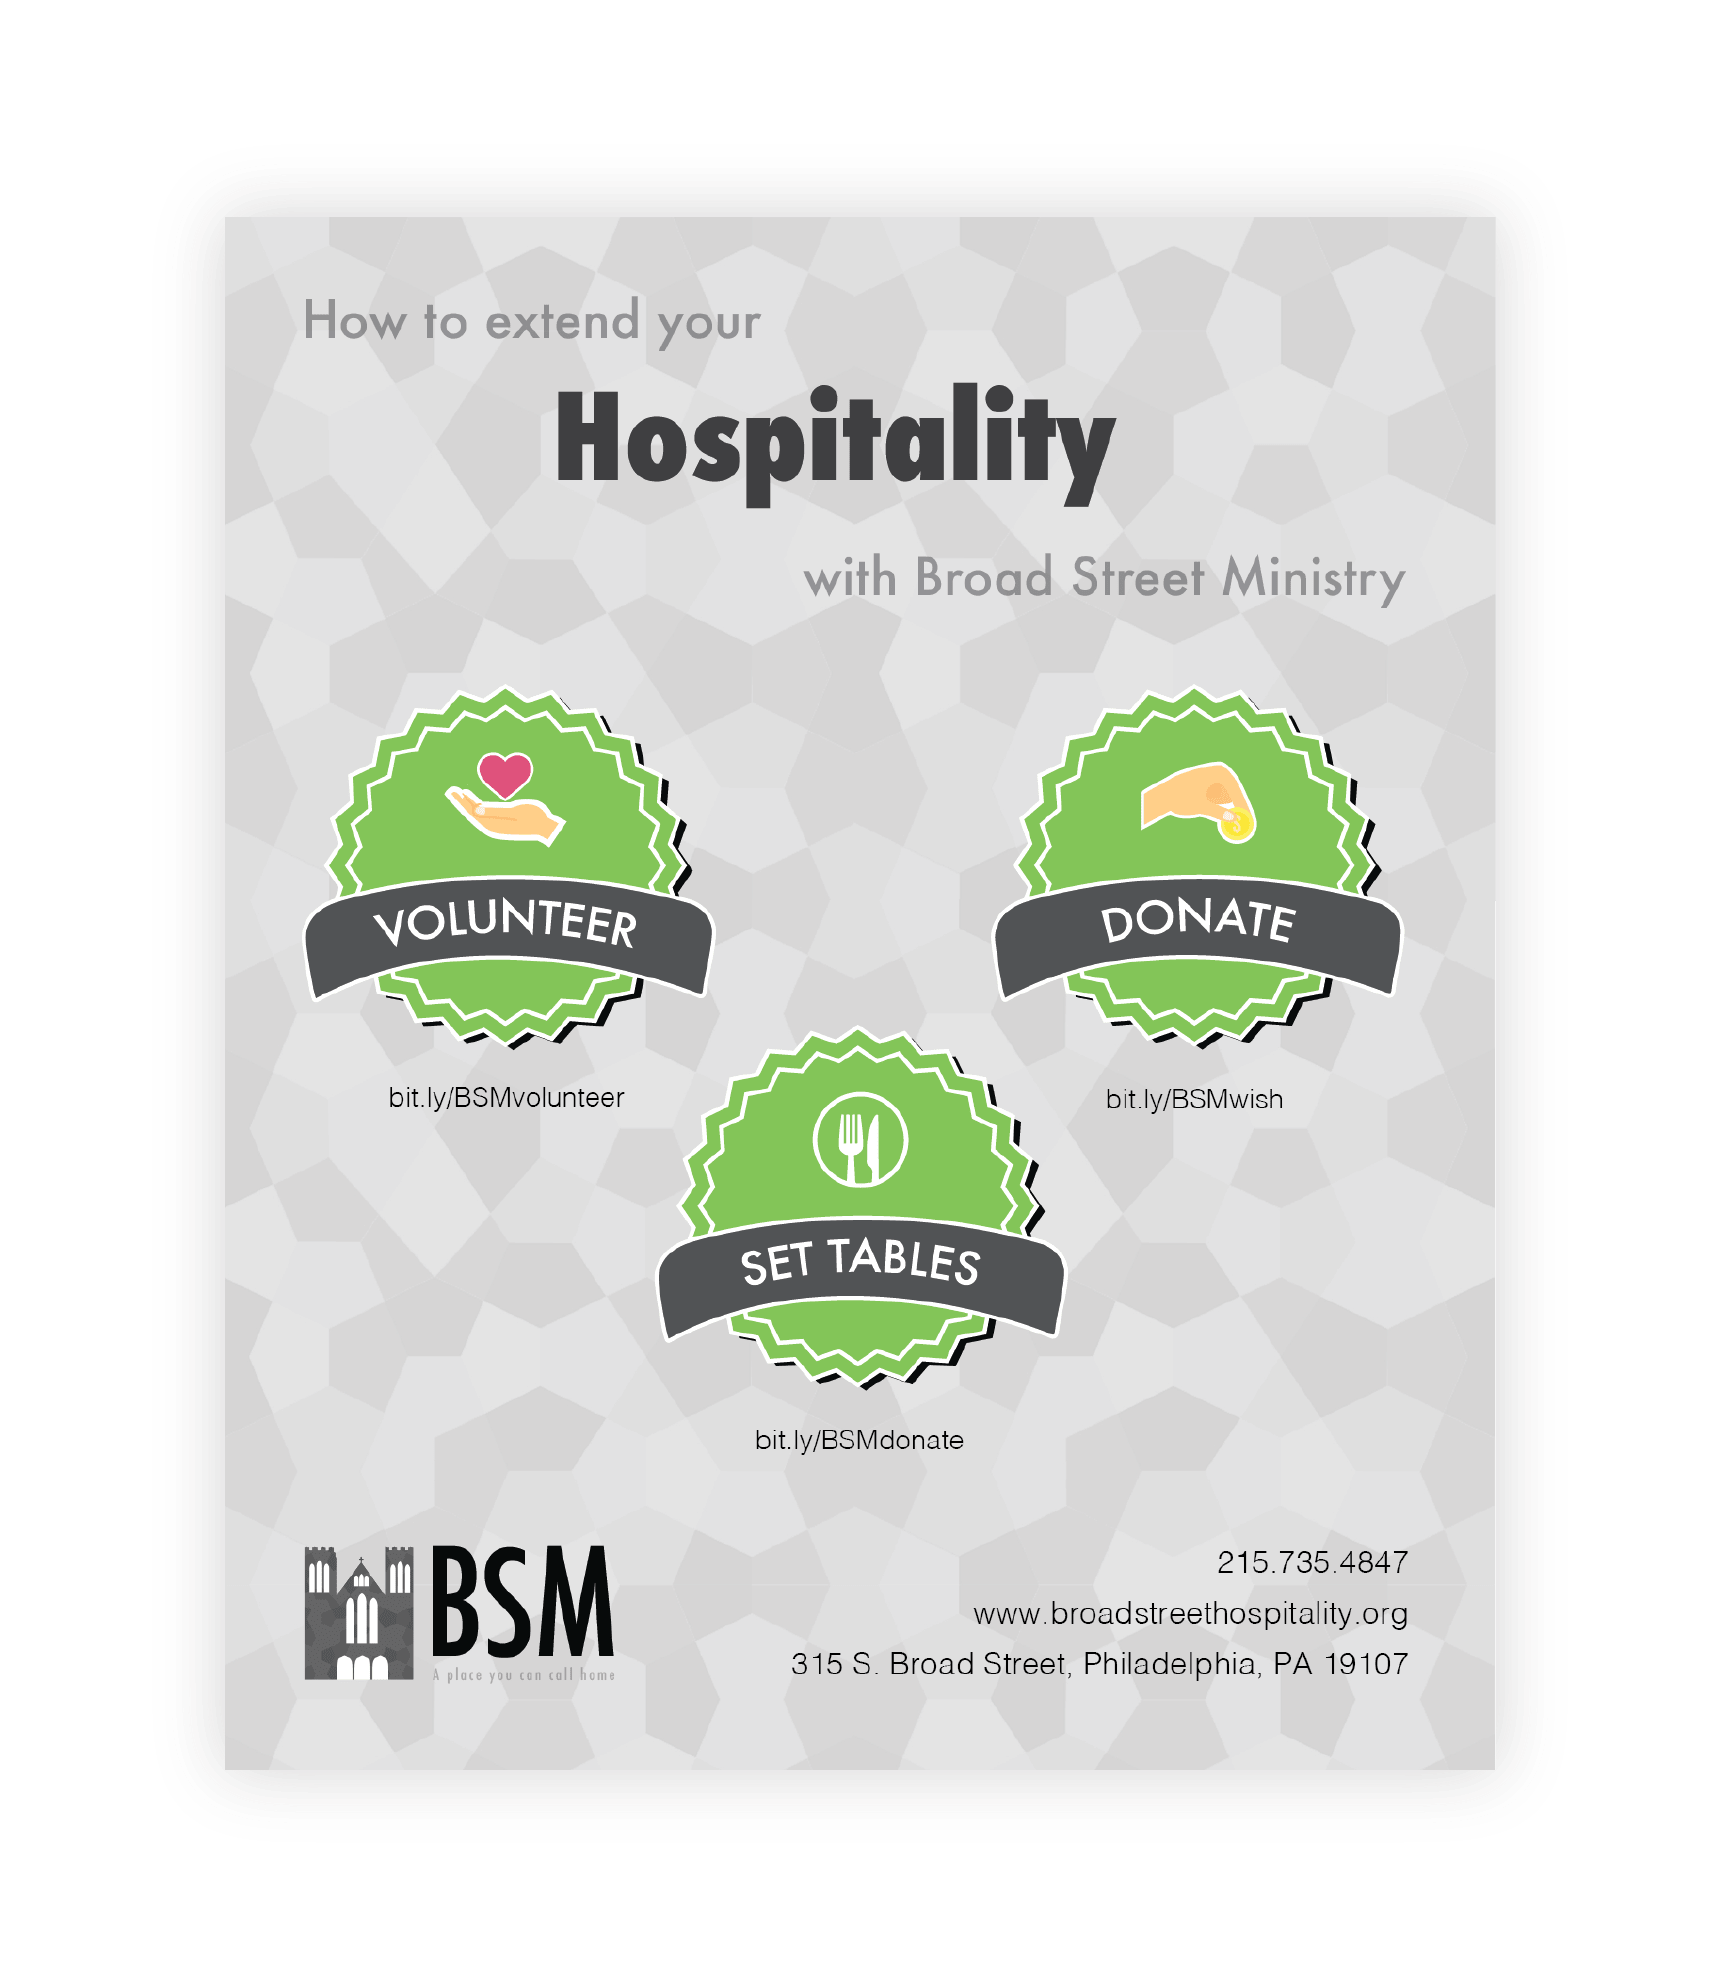 How to extend your
Hospitality
with Broad Street Ministry
VOLUNTEER
bit.ly/BSMvolunteer
DONATE
bit.ly/BSMwish
SET TABLES
bit.ly/BSMdonate
BSM
A place you can call home
215.735.4847
www.broadstreethospitality.org
315 S. Broad Street, Philadelphia, PA 19107